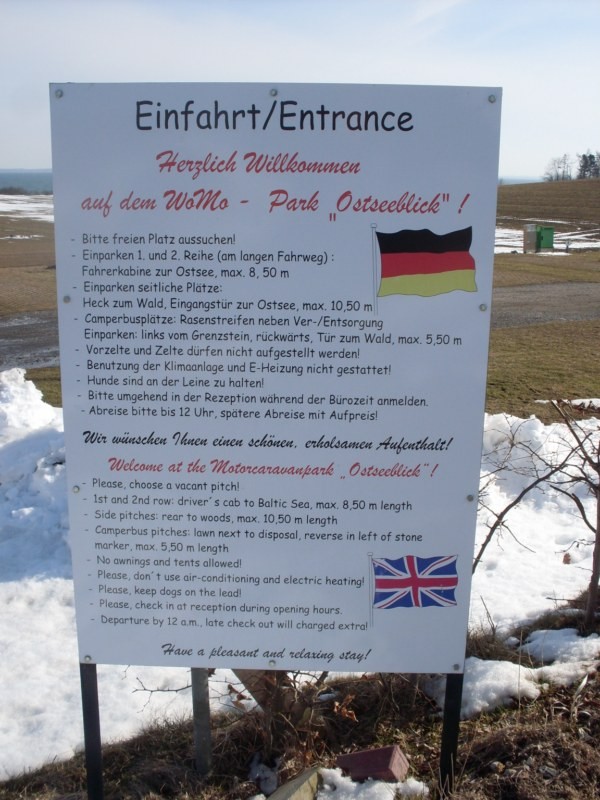 Einfahrt/Entrance
Herzlich Willkommen
auf dem WoMo - Park „Ostseeblick" !
- Bitte freien Platz aussuchen!
- Einparken 1. und 2. Reihe (am langen Fahrweg) :
Fahrerkabine zur Ostsee, max. 8, 50 m
- Einparken seitliche Plätze:
Heck zum Wald, Eingangstür zur Ostsee, max. 10,50 m
- Camperbusplätze: Rasenstreifen neben Ver-/Entsorgung
Einparken: links vom Grenzstein, rückwärts, Tür zum Wald, max. 5,50 m
- Vorzelte und Zelte dürfen nicht aufgestellt werden!
- Benutzung der Klimaanlage und E-Heizung nicht gestattet!
- Hunde sind an der Leine zu halten!
- Bitte umgehend in der Rezeption während der Bürozeit anmelden.
- Abreise bitte bis 12 Uhr, spätere Abreise mit Aufpreis!
Wir wünschen Ihnen einen schönen, erholsamen Aufenthalt!
Welcome at the Motorcaravanpark „Ostseeblick"!
- Please, choose a vacant pitch!
- 1st and 2nd row: driver´s cab to Baltic Sea, max. 8,50 m length
- Side pitches: rear to woods, max. 10,50 m length
- Camperbus pitches: lawn next to disposal, reverse in left of stone
marker, max. 5,50 m length
- No awnings and tents allowed!
- Please, don´t use air-conditioning and electric heating!
- Please, keep dogs on the lead!
- Please, check in at reception during opening hours.
- Departure by 12 a.m., late check out will charged extra!
Have a pleasant and relaxing stay!